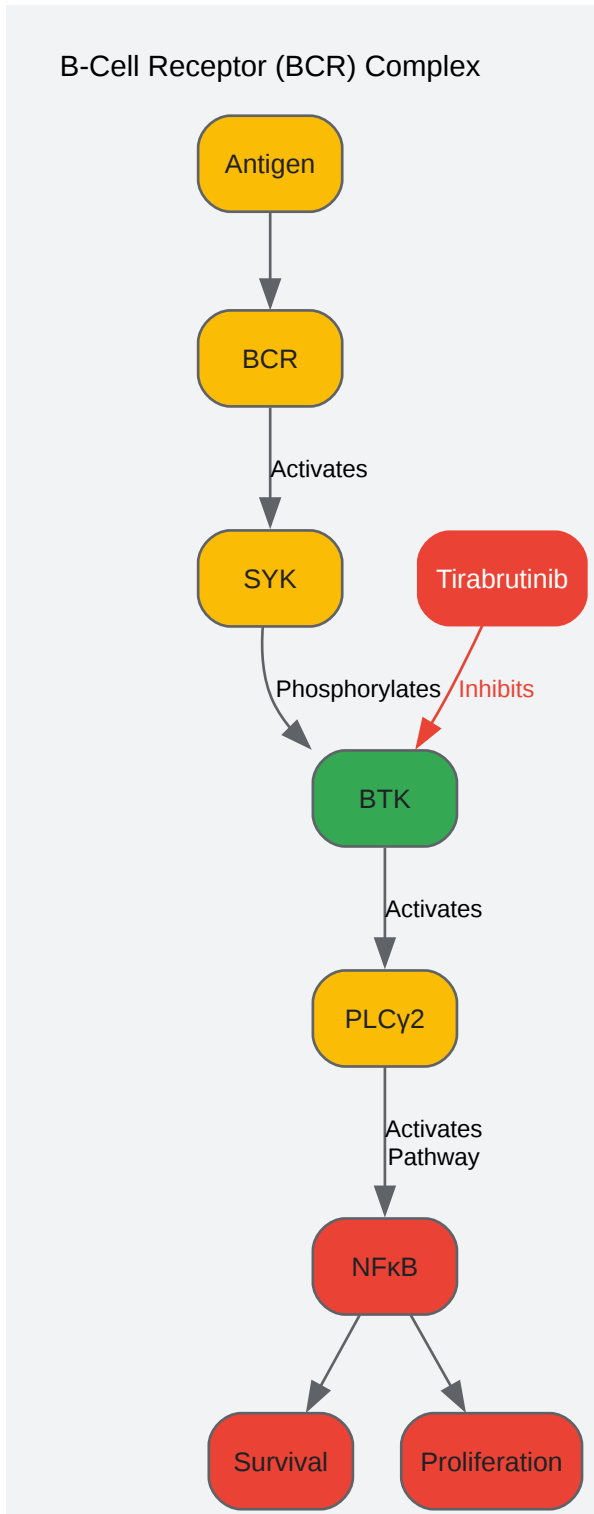 B-Cell Receptor (BCR) Complex
Antigen
BCR
Activates
SYK
Tirabrutinib
Phosphorylates
Inhibits
BTK
Activates
PLCγ2
Activates
Pathway
NFκB
Survival
Proliferation